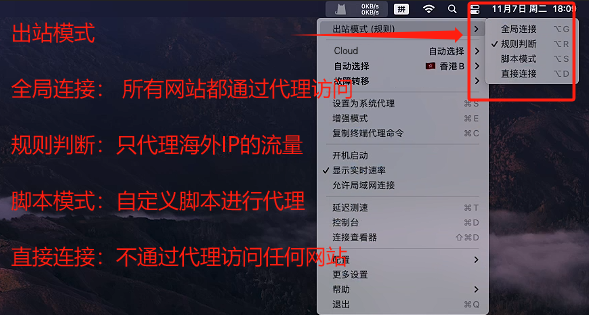 0KB/s
0KB/s
拼
11月7日 周二 18:09
出站模式
全局连接： 所有网站都通过代理访问
规则判断：只代理海外IP的流量
脚本模式：自定义脚本进行代理
直接连接：不通过代理访问任何网站
出站模式 (规则)
Cloud 自动选择
自动选择 香港B
故障转移
设置为系统代理 ⌘S
增强模式 ⌘E
复制终端代理命令 ⌘C
开机启动
✓ 显示实时速率
允许局域网连接
延迟测速 ⌘T
控制台 ⌘D
连接查看器 ⇧⌘D
配置
更多设置
帮助
退出 ⌘Q
全局连接 ⌥G
✓ 规则判断 ⌥R
脚本模式 ⌥S
直接连接 ⌥D